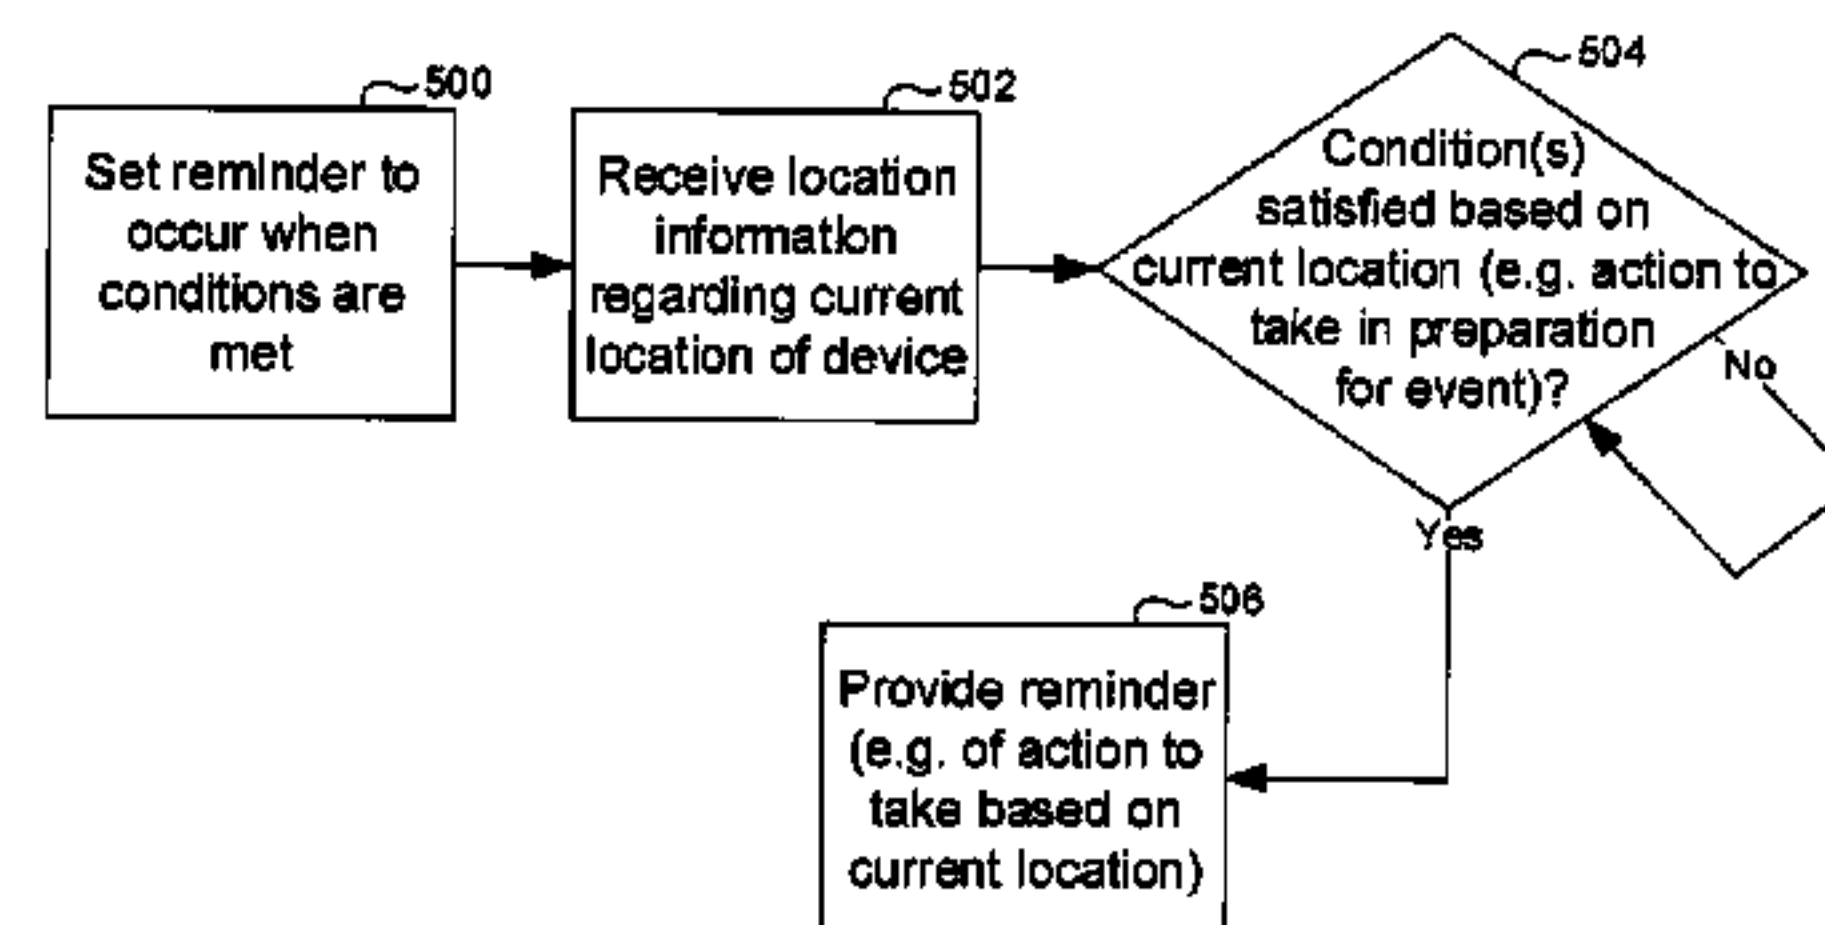 500
Set reminder to
occur when
conditions are
met
502
Receive location
information
regarding current
location of device
504
Condition(s)
satisfied based on
current location (e.g. action to
take in preparation
for event)?
No
Yes
506
Provide reminder
(e.g. of action to
take based on
current location)